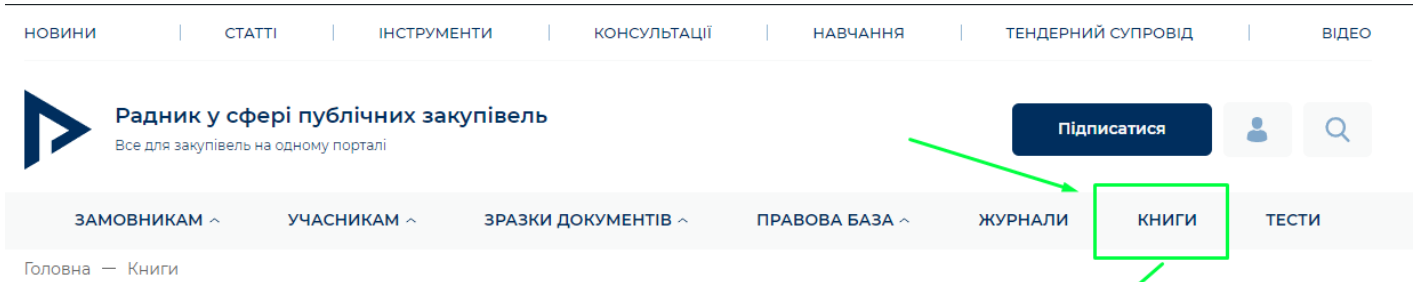 НОВИНИ | СТАТТІ | ІНСТРУМЕНТИ | КОНСУЛЬТАЦІЇ | НАВЧАННЯ | ТЕНДЕРНИЙ СУПРОВІД | ВІДЕО
Радник у сфері публічних закупівель
Все для закупівель на одному порталі
Підписатися
ЗАМОВНИКАМ УЧАСНИКАМ ЗРАЗКИ ДОКУМЕНТІВ ПРАВОВА БАЗА ЖУРНАЛИ КНИГИ ТЕСТИ
Головна — Книги